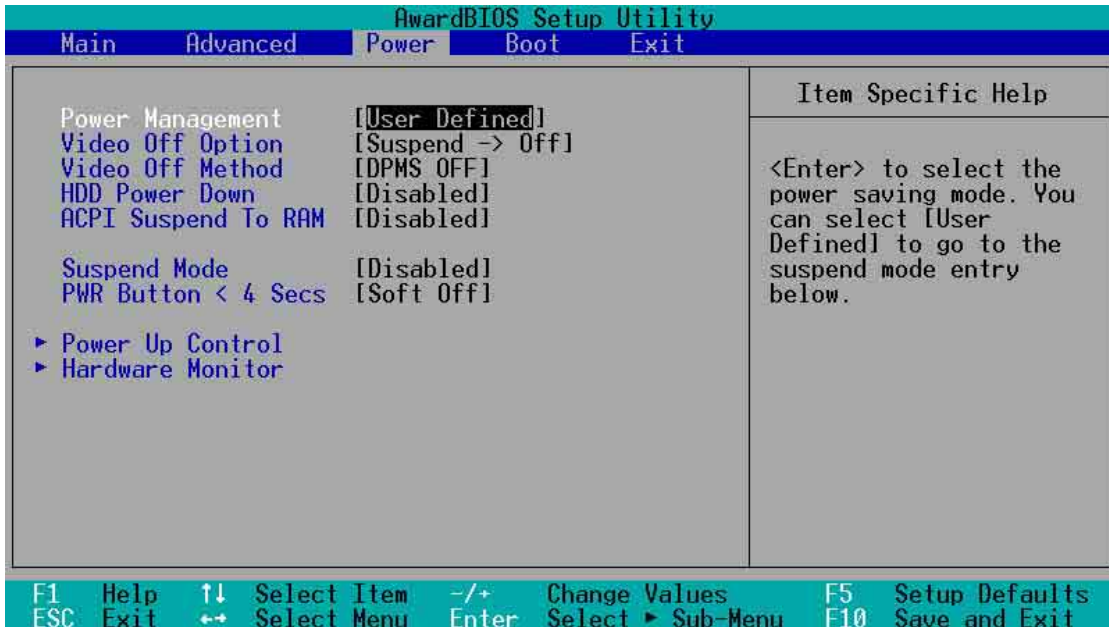 AwardBIOS Setup Utility
Main Advanced Power Boot Exit
Power Management [User Defined]
Video Off Option [Suspend -> Off]
Video Off Method [DPMS OFF]
HDD Power Down [Disabled]
ACPI Suspend To RAM [Disabled]
Suspend Mode [Disabled]
PWR Button < 4 Secs [Soft Off]
► Power Up Control
► Hardware Monitor
Item Specific Help
<Enter> to select the
power saving mode. You
can select [User
Defined] to go to the
suspend mode entry
below.
F1 Help ↑↓ Select Item -/+ Change Values F5 Setup Defaults
ESC Exit ←→ Select Menu Enter Select ► Sub-Menu F10 Save and Exit